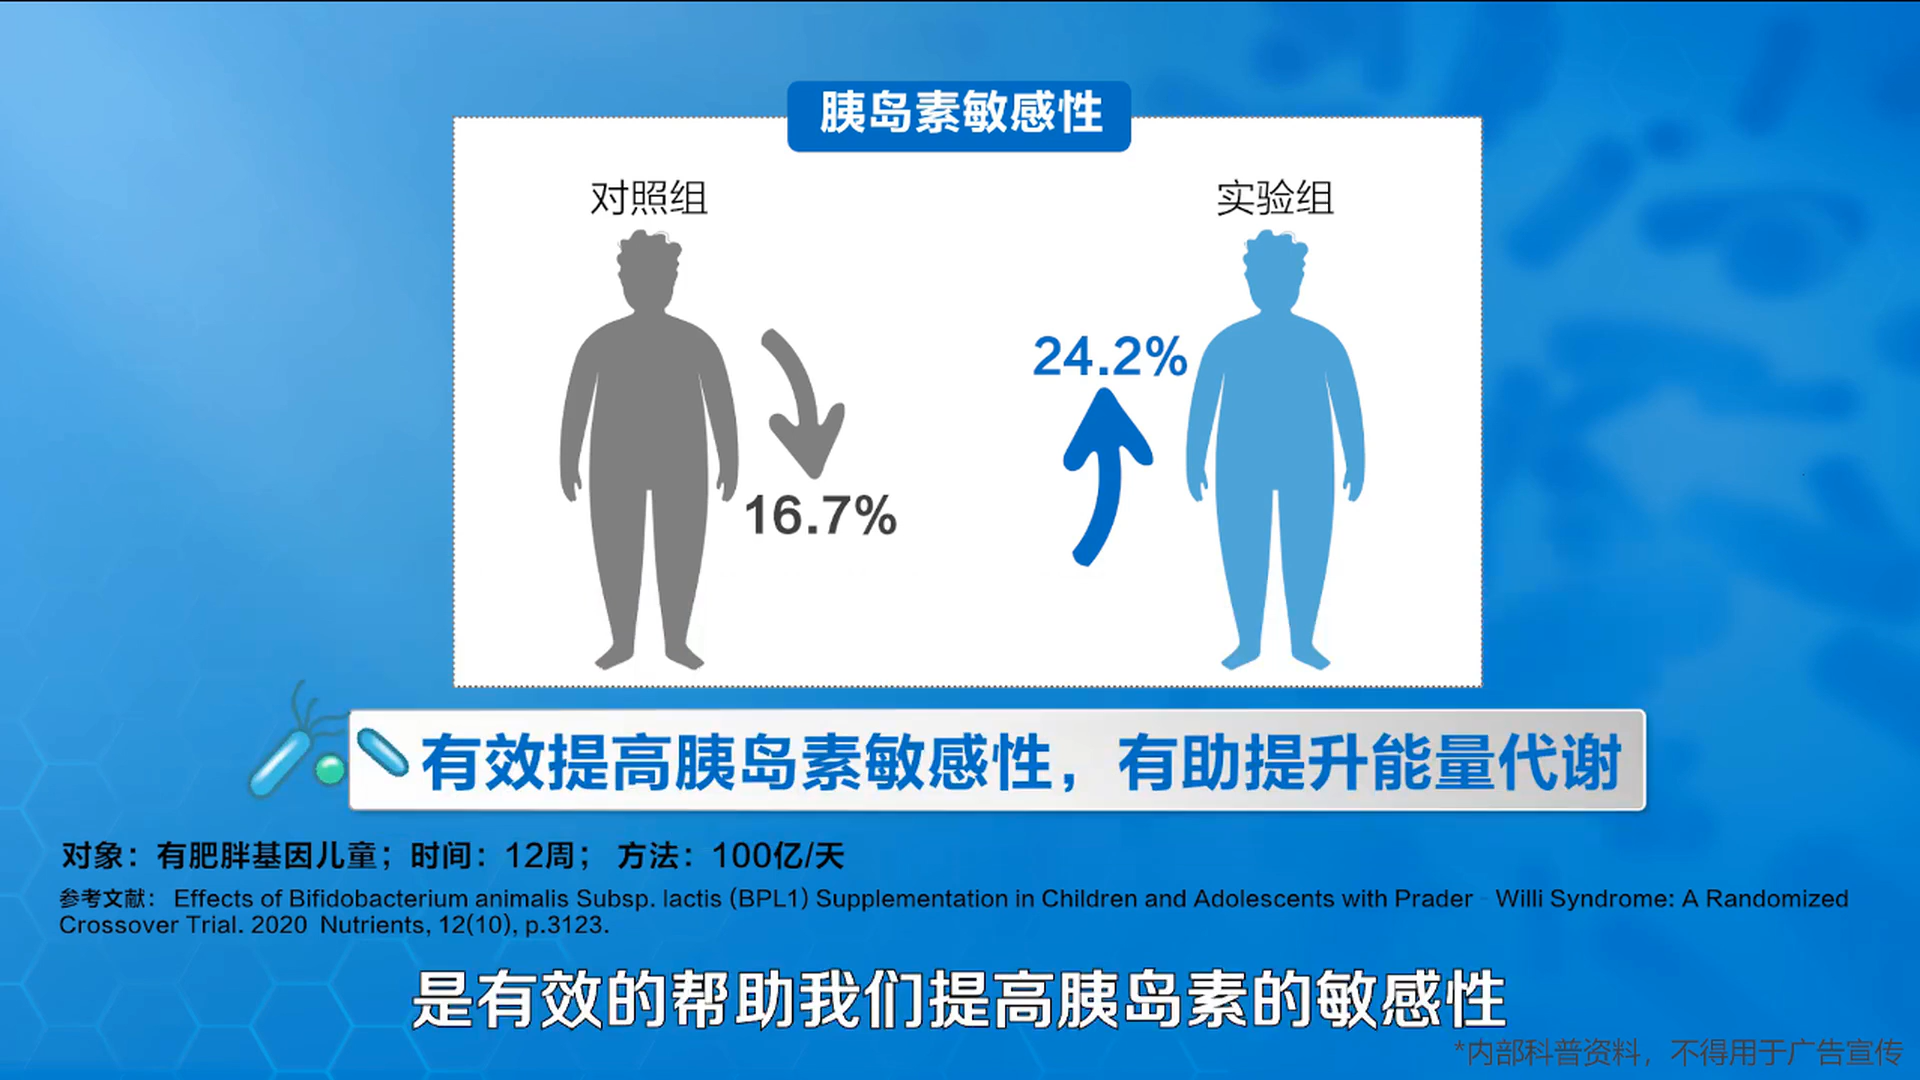 胰岛素敏感性
对照组
实验组
24.2%
16.7%
有效提高胰岛素敏感性，有助提升能量代谢
对象：有肥胖基因儿童；时间：12周； 方法：100亿/天
参考文献： Effects of Bifidobacterium animalis Subsp. lactis (BPL1) Supplementation in Children and Adolescents with Prader–Willi Syndrome: A Randomized
Crossover Trial. 2020 Nutrients, 12(10), p.3123.
是有效的帮助我们提高胰岛素的敏感性
*内部科普资料，不得用于广告宣传